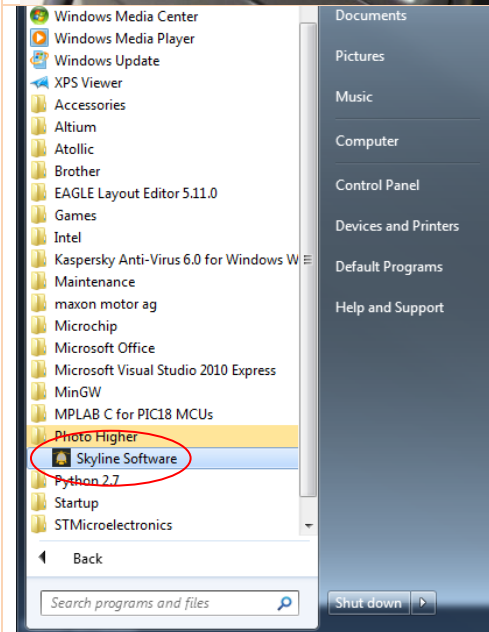 Windows Media Center
Windows Media Player
Windows Update
XPS Viewer
Accessories
Altium
Atollic
Brother
EAGLE Layout Editor 5.11.0
Games
Intel
Kaspersky Anti-Virus 6.0 for Windows W
Maintenance
maxon motor ag
Microchip
Microsoft Office
Microsoft Visual Studio 2010 Express
MinGW
MPLAB C for PIC18 MCUs
Photo Higher
Skyline Software
Python 2.7
Startup
STMicroelectronics
Back
Search programs and files
Documents
Pictures
Music
Computer
Control Panel
Devices and Printers
Default Programs
Help and Support
Shut down